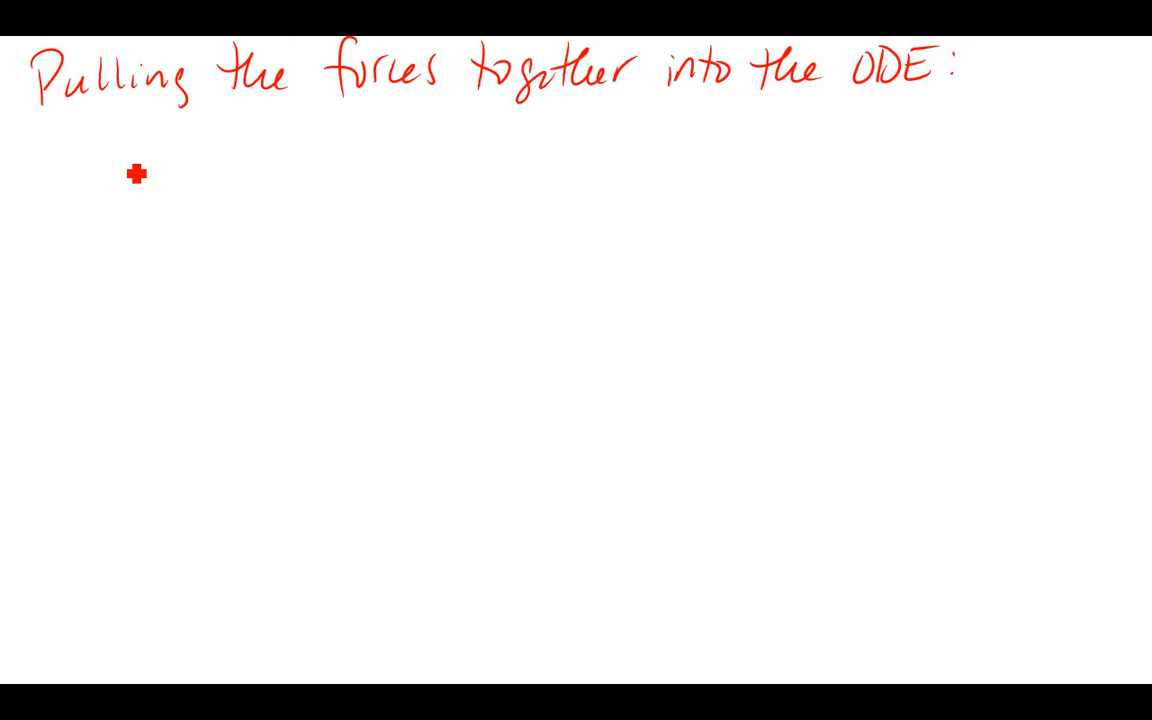 Pulling the forces together into the ODE: